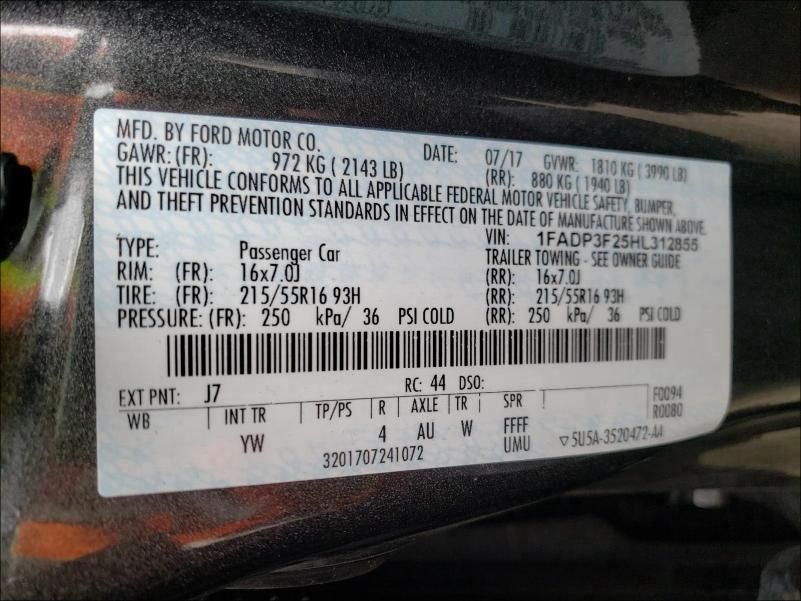 MFD. BY FORD MOTOR CO.
DATE: 07/17 GVWR: 1810 KG ( 3990 LB)
GAWR: (FR): 972 KG ( 2143 LB) (RR): 880 KG ( 1940 LB)
THIS VEHICLE CONFORMS TO ALL APPLICABLE FEDERAL MOTOR VEHICLE SAFETY, BUMPER,
AND THEFT PREVENTION STANDARDS IN EFFECT ON THE DATE OF MANUFACTURE SHOWN ABOVE.
VIN: 1FADP3F25HL312855
TYPE: Passenger Car TRAILER TOWING - SEE OWNER GUIDE
RIM: (FR): 16x7.0J (RR): 16x7.0J
TIRE: (FR): 215/55R16 93H (RR): 215/55R16 93H
PRESSURE: (FR): 250 kPa/ 36 PSI COLD (RR): 250 kPa/ 36 PSI COLD
EXT PNT: J7 RC: 44 DSO: F0094
WB INT TR TP/PS R AXLE TR SPR R0080
YW 4 AU W FFFF
UMU ▽5U5A-3520472-AA
3201707241072